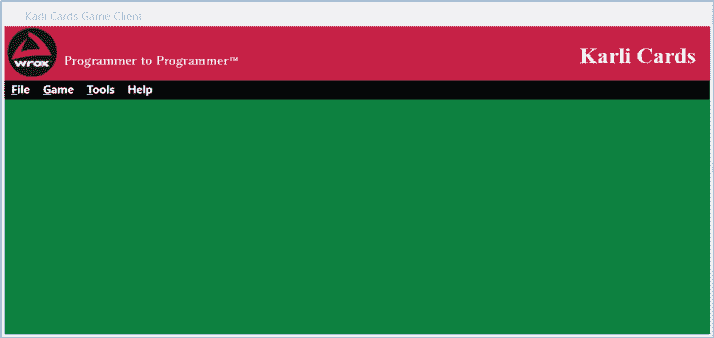 Karli Cards Game Client
wrox
Programmer to Programmer™
Karli Cards
File Game Tools Help